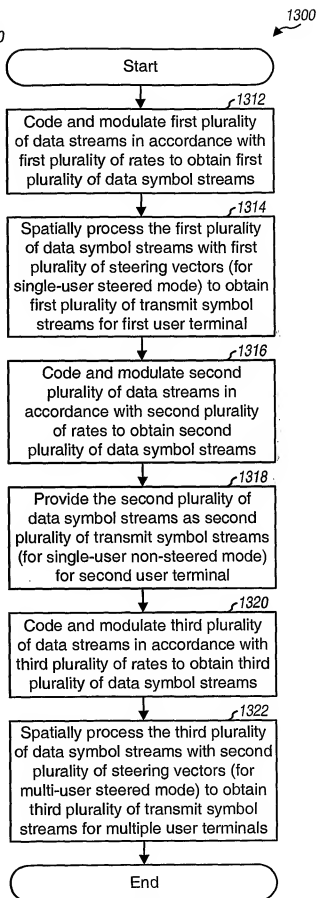 1300
0
Start
1312
Code and modulate first plurality
of data streams in accordance with
first plurality of rates to obtain first
plurality of data symbol streams
1314
Spatially process the first plurality
of data symbol streams with first
plurality of steering vectors (for
single-user steered mode) to obtain
first plurality of transmit symbol
streams for first user terminal
1316
Code and modulate second
plurality of data streams in
accordance with second plurality
of rates to obtain second
plurality of data symbol streams
1318
Provide the second plurality of
data symbol streams as second
plurality of transmit symbol streams
(for single-user non-steered mode)
for second user terminal
1320
Code and modulate third plurality
of data streams in accordance with
third plurality of rates to obtain third
plurality of data symbol streams
1322
Spatially process the third plurality
of data symbol streams with second
plurality of steering vectors (for
multi-user steered mode) to obtain
third plurality of transmit symbol
streams for multiple user terminals
End